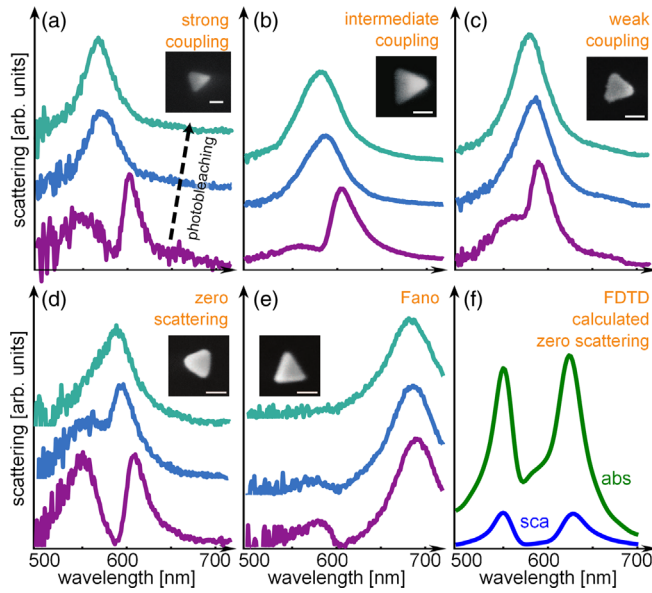 (a)
strong
coupling
photobleaching
(b)
intermediate
coupling
(c)
weak
coupling
scattering [arb. units]
(d)
zero
scattering
(e)
Fano
(f)
FDTD
calculated
zero scattering
abs
sca
scattering [arb. units]
500 600 700
500 600 700
500 600 700
wavelength [nm]
wavelength [nm]
wavelength [nm]